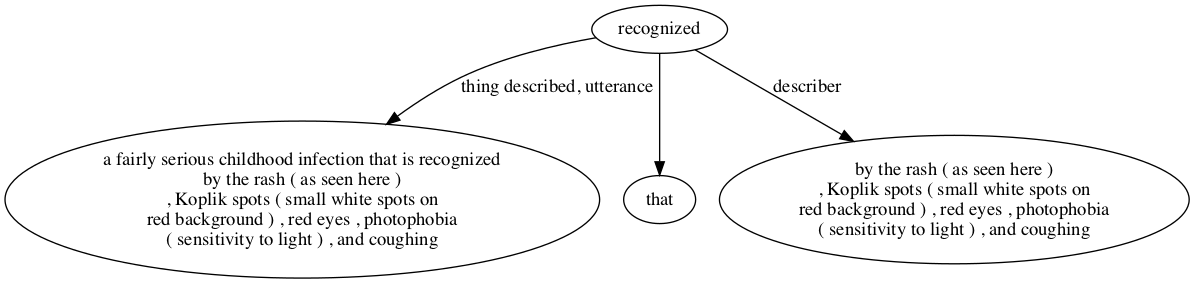 recognized
thing described, utterance
describer
a fairly serious childhood infection that is recognized
by the rash ( as seen here )
, Koplik spots ( small white spots on
red background ) , red eyes , photophobia
( sensitivity to light ) , and coughing
that
by the rash ( as seen here )
, Koplik spots ( small white spots on
red background ) , red eyes , photophobia
( sensitivity to light ) , and coughing